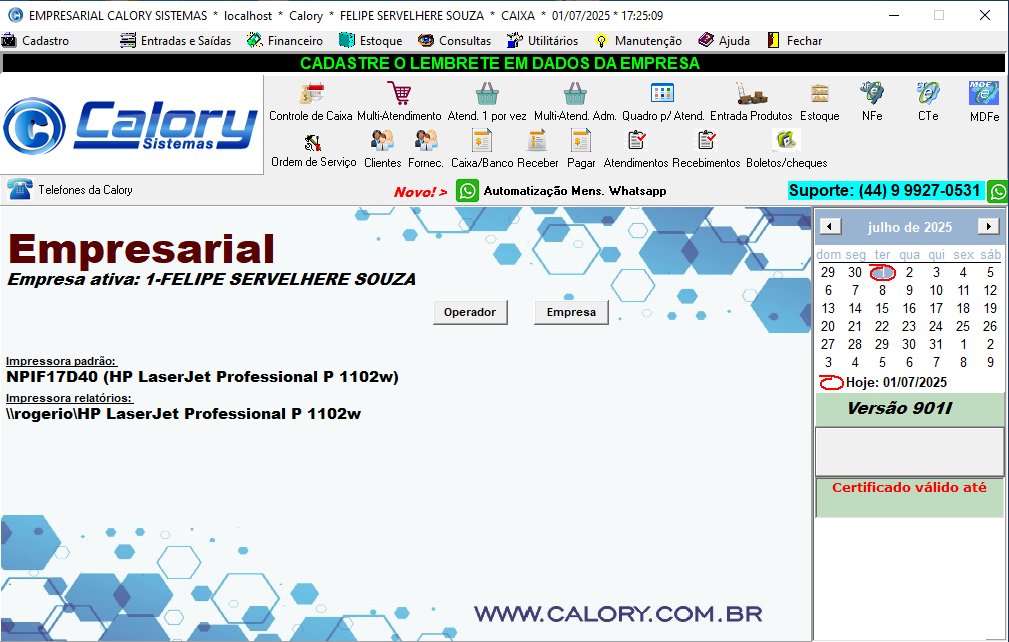 EMPRESARIAL CALORY SISTEMAS * localhost * Calory * FELIPE SERVELHERE SOUZA * CAIXA * 01/07/2025 * 17:25:09
Cadastro Entradas e Saídas Financeiro Estoque Consultas Utilitários Manutenção Ajuda Fechar
CADASTRE O LEMBRETE EM DADOS DA EMPRESA
Calory
Sistemas
Controle de Caixa Multi-Atendimento Atend. 1 por vez Multi-Atend. Adm. Quadro p/ Atend. Entrada Produtos Estoque NFe CTe MDFe
Ordem de Serviço Clientes Fornec. Caixa/Banco Receber Pagar Atendimentos Recebimentos Boletos/cheques
Telefones da Calory Novo! > Automatização Mens. Whatsapp Suporte: (44) 9 9927-0531
Empresarial
Empresa ativa: 1-FELIPE SERVELHERE SOUZA
Operador Empresa
Impressora padrão:
NPIF17D40 (HP LaserJet Professional P 1102w)
Impressora relatórios:
\\rogerio\HP LaserJet Professional P 1102w
WWW.CALORY.COM.BR
julho de 2025
dom seg ter qua qui sex sáb
29 30 1 2 3 4 5
6 7 8 9 10 11 12
13 14 15 16 17 18 19
20 21 22 23 24 25 26
27 28 29 30 31 1 2
3 4 5 6 7 8 9
Hoje: 01/07/2025
Versão 901I
Certificado válido até